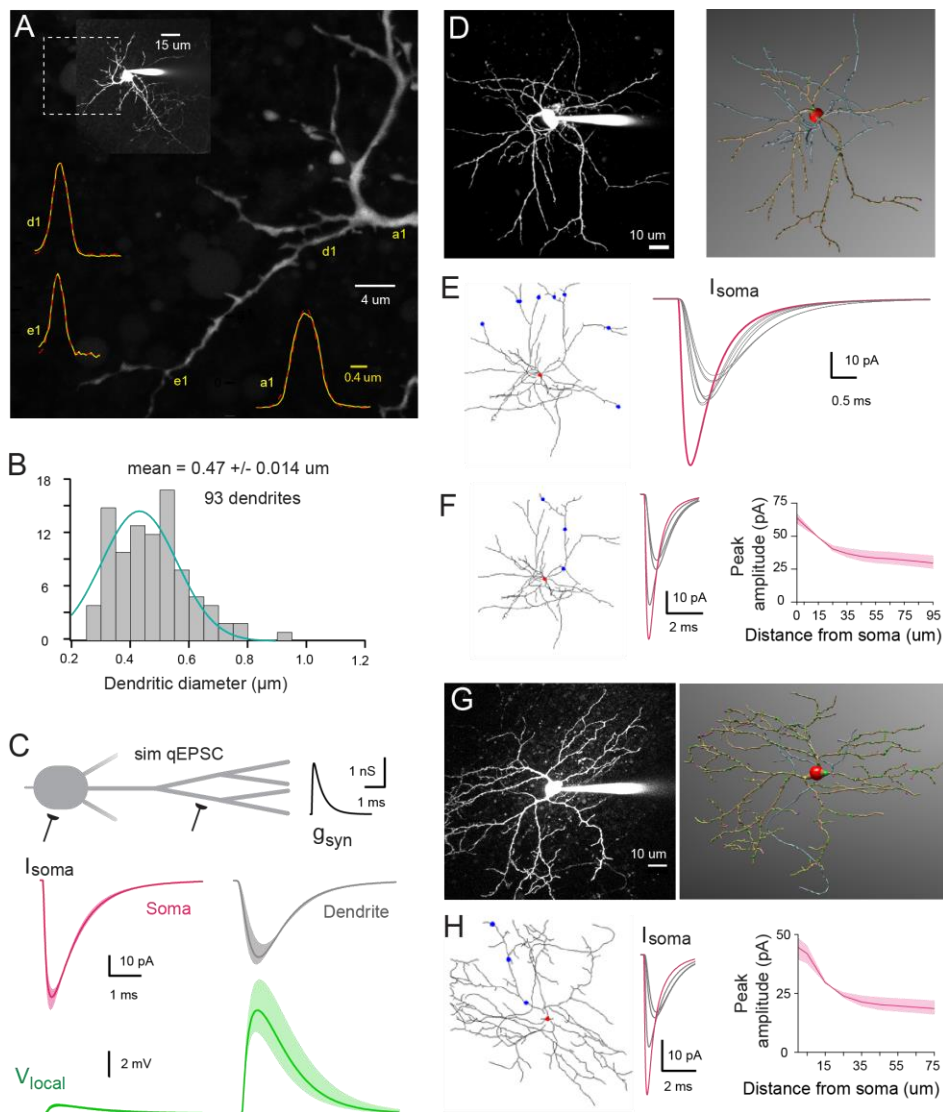 A
15 um
d1
d1
a1
4 um
e1
e1
a1
0.4 um
B
mean = 0.47 +/- 0.014 um
93 dendrites
18
12
6
0
0.2
0.4
0.6
0.8
1.0
1.2
Dendritic diameter (µm)
C
sim qEPSC
1 nS
1 ms
gsyn
Isoma
Soma
Dendrite
10 pA
1 ms
2 mV
Vlocal
D
10 um
E
Isoma
10 pA
0.5 ms
F
10 pA
2 ms
75
50
25
0
Peak
amplitude (pA)
0 15 35 55 75 95
Distance from soma (um)
G
10 um
H
Isoma
10 pA
2 ms
50
25
0
Peak
amplitude (pA)
0 15 35 55 75
Distance from soma (um)